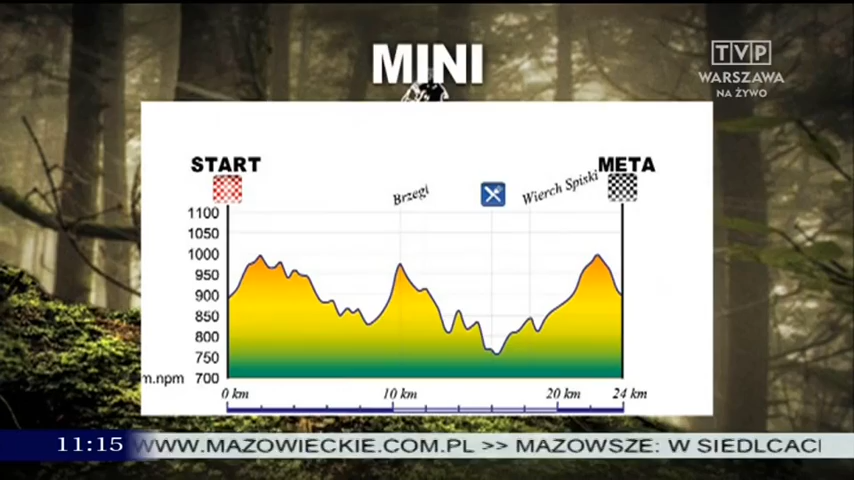 MINI
TVP
WARSZAWA
NA ŻYWO
START
META
Brzegi
Wierch Spiski
1100
1050
1000
950
900
850
800
750
700
m.npm
0 km
10 km
20 km
24 km
11:15
WWW.MAZOWIECKIE.COM.PL >> MAZOWSZE: W SIEDLCACH